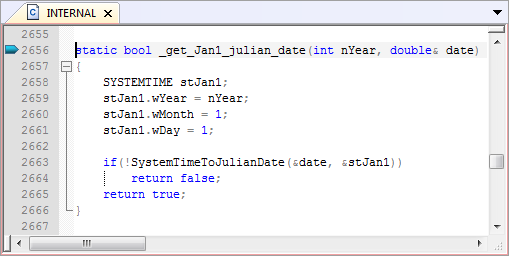 INTERNAL
2655
2656 static bool _get_Jan1_julian_date(int nYear, double& date)
2657 {
2658 SYSTEMTIME stJan1;
2659 stJan1.wYear = nYear;
2660 stJan1.wMonth = 1;
2661 stJan1.wDay = 1;
2662
2663 if(!SystemTimeToJulianDate(&date, &stJan1))
2664 return false;
2665 return true;
2666 }
2667